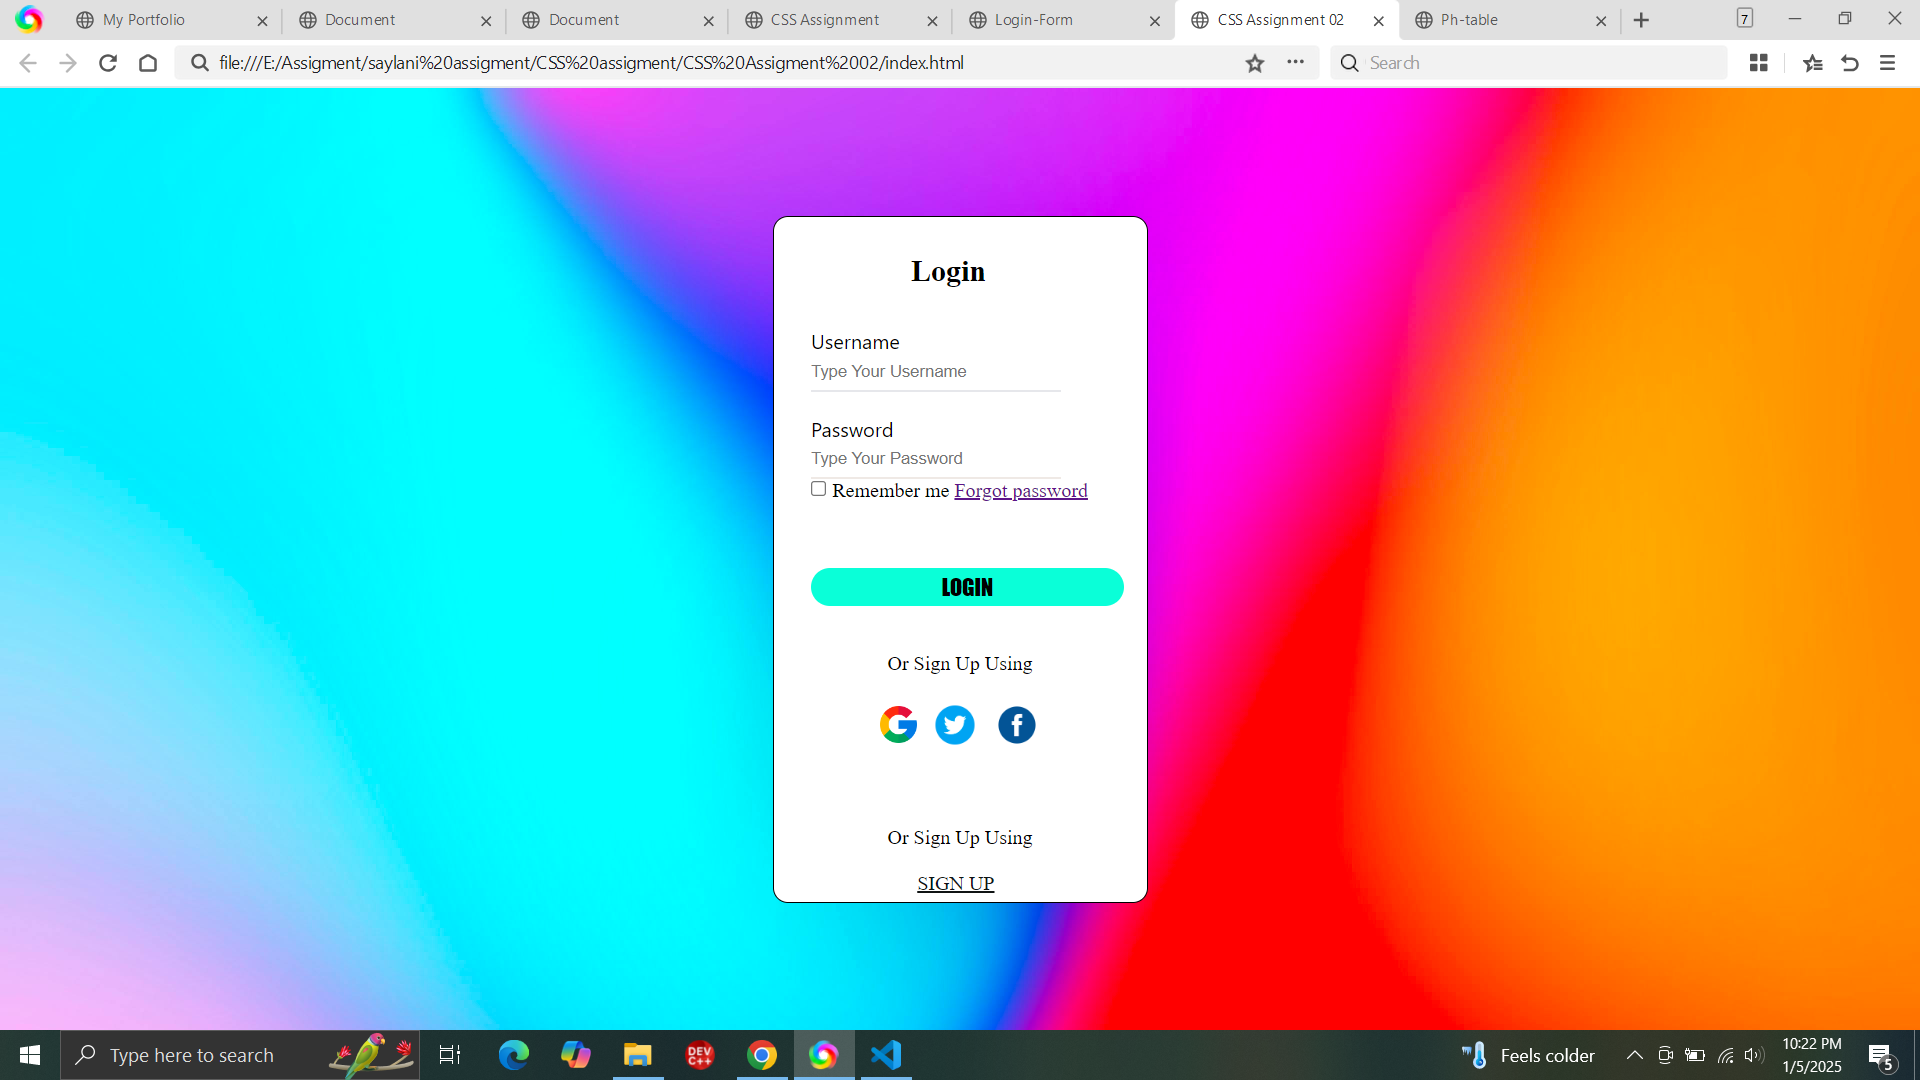 My Portfolio
Document
Document
CSS Assignment
Login-Form
CSS Assignment 02
Ph-table
7
file:///E:/Assigment/saylani%20assigment/CSS%20assigment/CSS%20Assigment%2002/index.html
Search
Login
Username
Type Your Username
Password
Type Your Password
Remember me Forgot password
LOGIN
Or Sign Up Using
Or Sign Up Using
SIGN UP
Type here to search
DEV C++
Feels colder
10:22 PM
1/5/2025
5